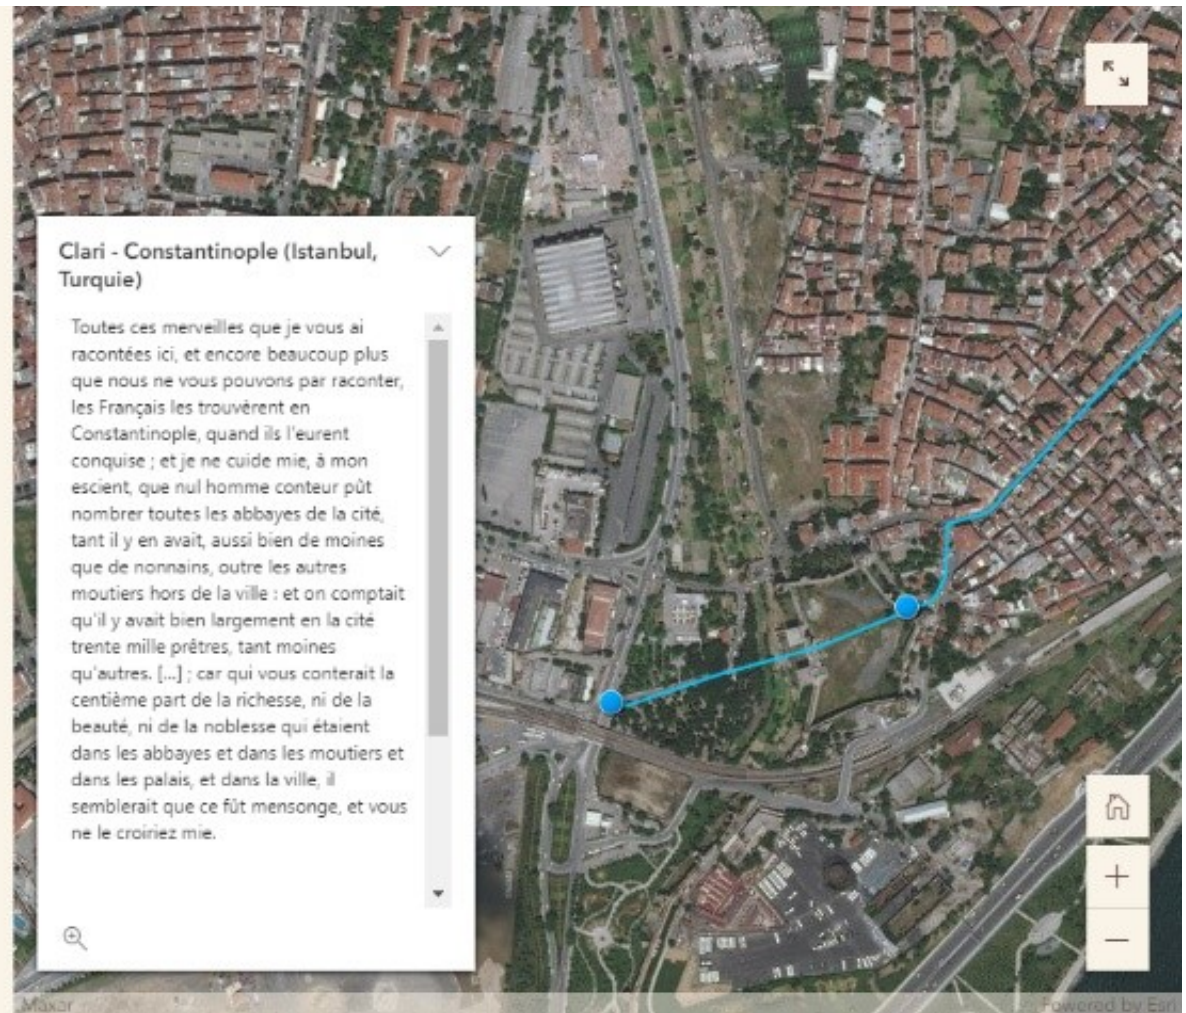 Clari - Constantinople (Istanbul,
Turquie)
Toutes ces merveilles que je vous ai
racontées ici, et encore beaucoup plus
que nous ne vous pouvons par raconter,
les Français les trouvèrent en
Constantinople, quand ils l'eurent
conquise ; et je ne cuide mie, à mon
escient, que nul homme conteur pût
nombrer toutes les abbayes de la cité,
tant il y en avait, aussi bien de moines
que de nonnains, outre les autres
moutiers hors de la ville : et on comptait
qu'il y avait bien largement en la cité
trente mille prêtres, tant moines
qu'autres. [...] ; car qui vous conterait la
centième part de la richesse, ni de la
beauté, ni de la noblesse qui étaient
dans les abbayes et dans les moutiers et
dans les palais, et dans la ville, il
semblerait que ce fût mensonge, et vous
ne le croiriez mie.
Maxar
Powered by Esri